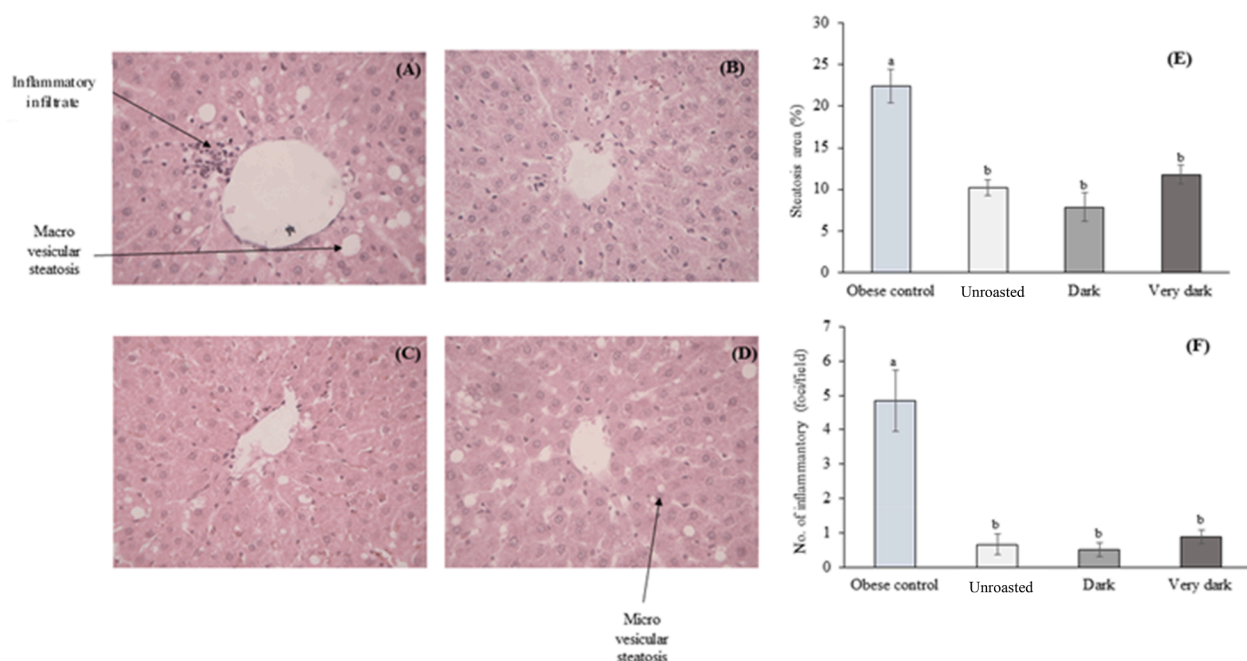 Inflammatory
infiltrate
Macro
vesicular
steatosis
(A)
(B)
(C)
(D)
Micro
vesicular
steatosis
(E)
Steatosis area (%)
30
25
20
15
10
5
0
a
b
b
b
Obese control
Unroasted
Dark
Very dark
(F)
No. of inflammantory (foci/field)
7
6
5
4
3
2
1
0
a
b
b
b
Obese control
Unroasted
Dark
Very dark